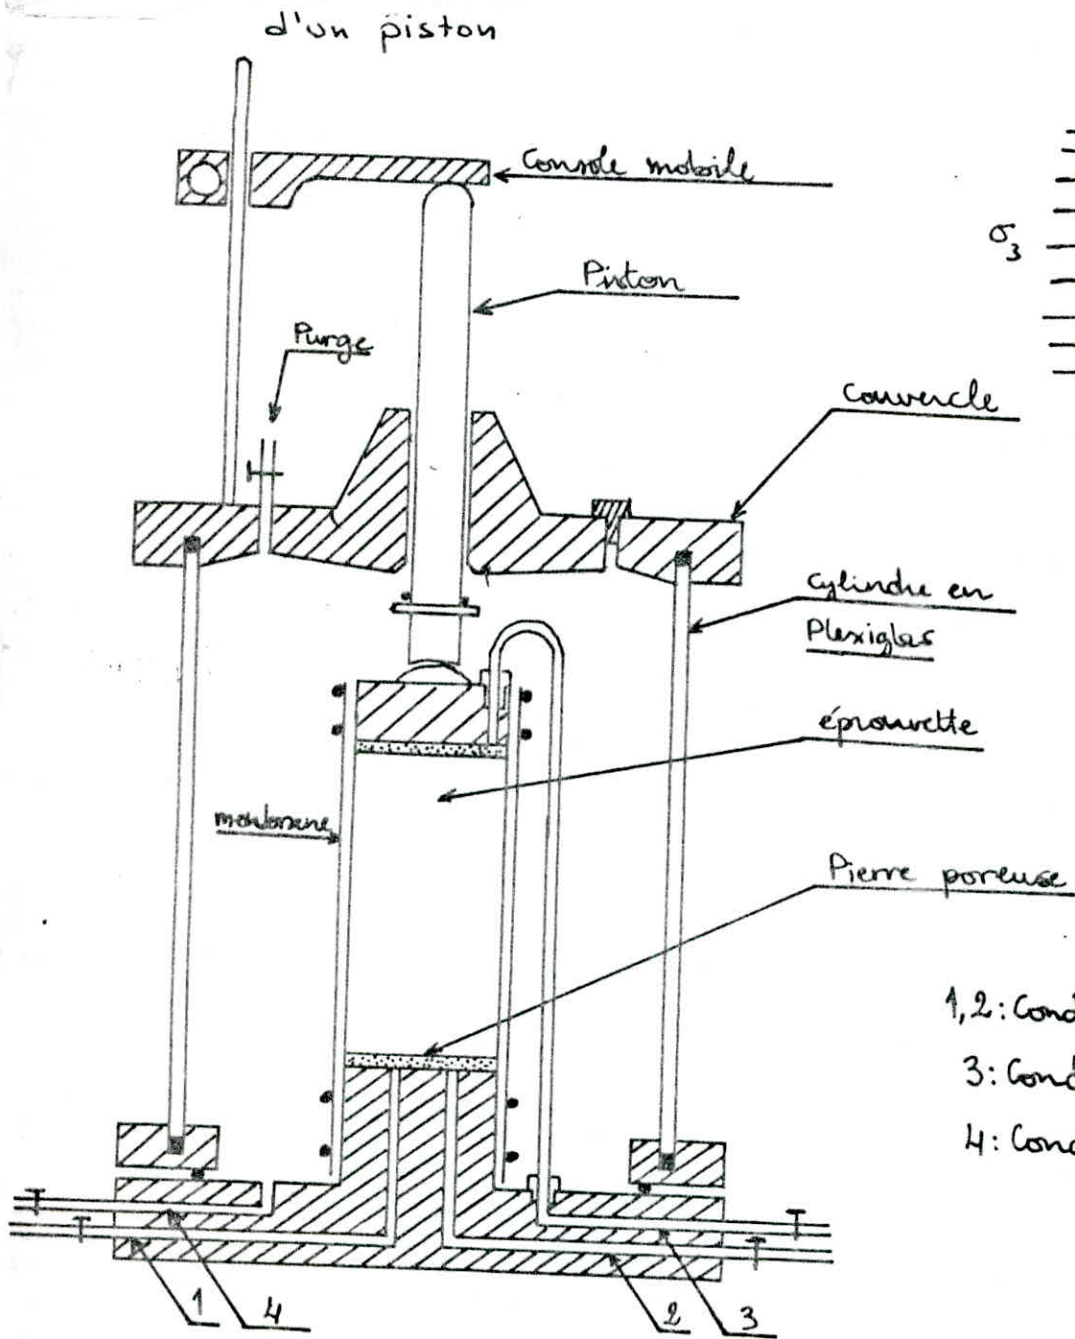 d'un piston
Console mobile
σ3
Piston
Purge
Couvercle
Cylindre en
Plexiglas
éprouvette
membrane
Pierre poreuse
1,2: Cond
3: Cond
4: Cond
1 4 2 3